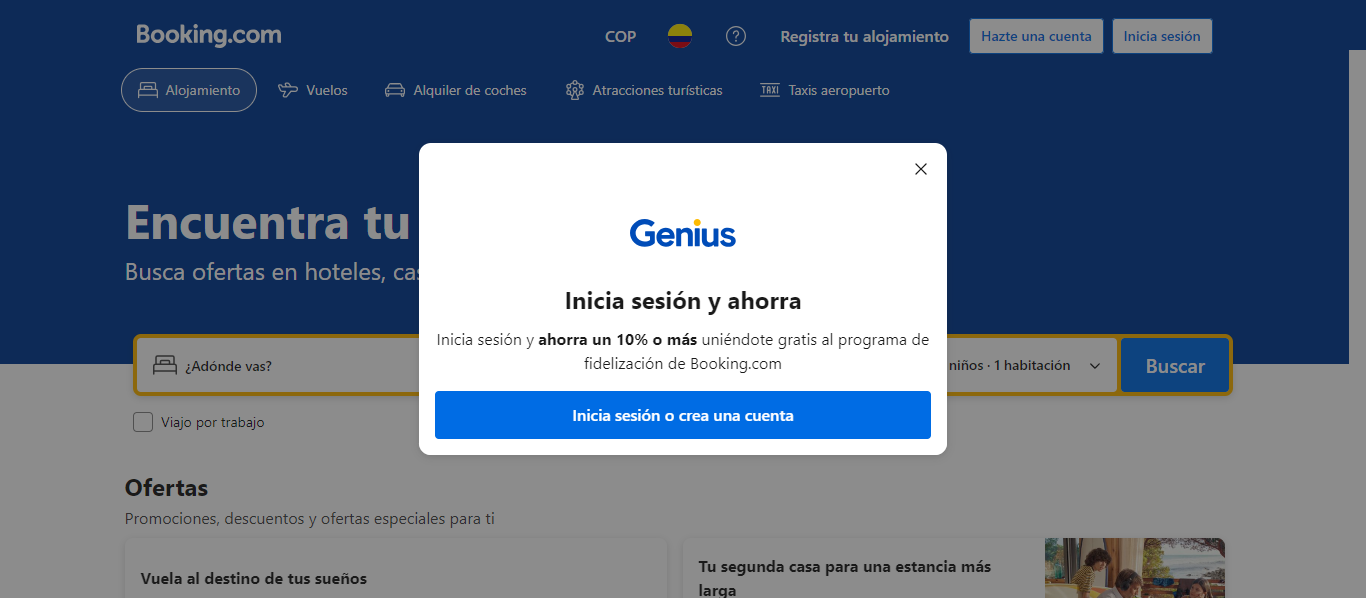 Booking.com
COP
Registra tu alojamiento
Hazte una cuenta
Inicia sesión
Alojamiento
Vuelos
Alquiler de coches
Atracciones turísticas
TAXI
Taxis aeropuerto
Encuentra tu
Busca ofertas en hoteles,
Genius
Inicia sesión y ahorra
Inicia sesión y ahorra un 10% o más uniéndote gratis al programa de
fidelización de Booking.com
Inicia sesión o crea una cuenta
¿Adónde vas?
niños · 1 habitación
Buscar
Viajo por trabajo
Ofertas
Promociones, descuentos y ofertas especiales para ti
Vuela al destino de tus sueños
Tu segunda casa para una estancia más
larga